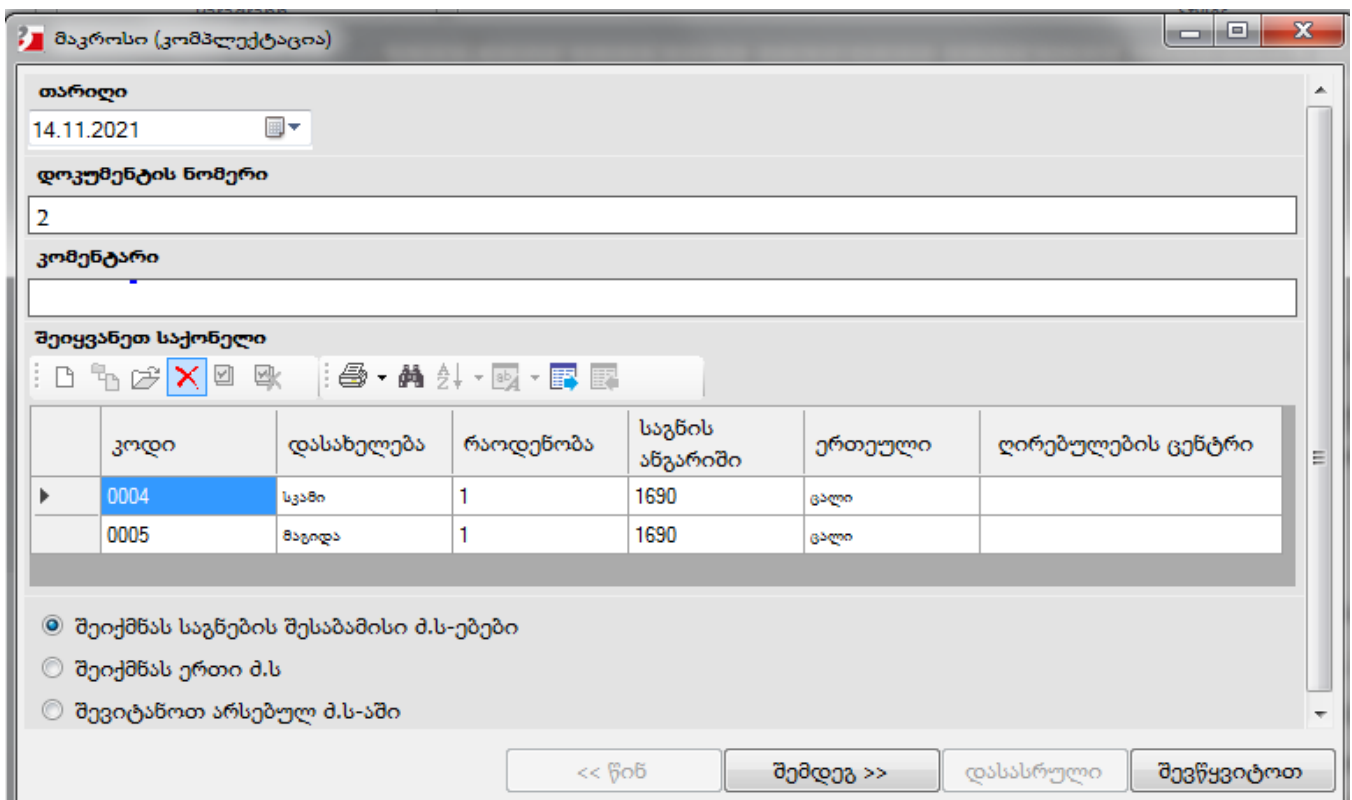 მაკროსი (კომპლექტაცია)
თარიღი
14.11.2021
დოკუმენტის ნომერი
2
კომენტარი
შეიყვანეთ საქონელი
კოდი დასახელება რაოდენობა საგნის ანგარიში ერთეული ღირებულების ცენტრი
0004 სკამი 1 1690 ცალი
0005 მაგიდა 1 1690 ცალი
შეიქმნას საგნების შესაბამისი ძ.ს-ებები
შეიქმნას ერთი ძ.ს
შევიტანოთ არსებულ ძ.ს-აში
<< წინ შემდეგ >> დასასრული შევწყვიტოთ